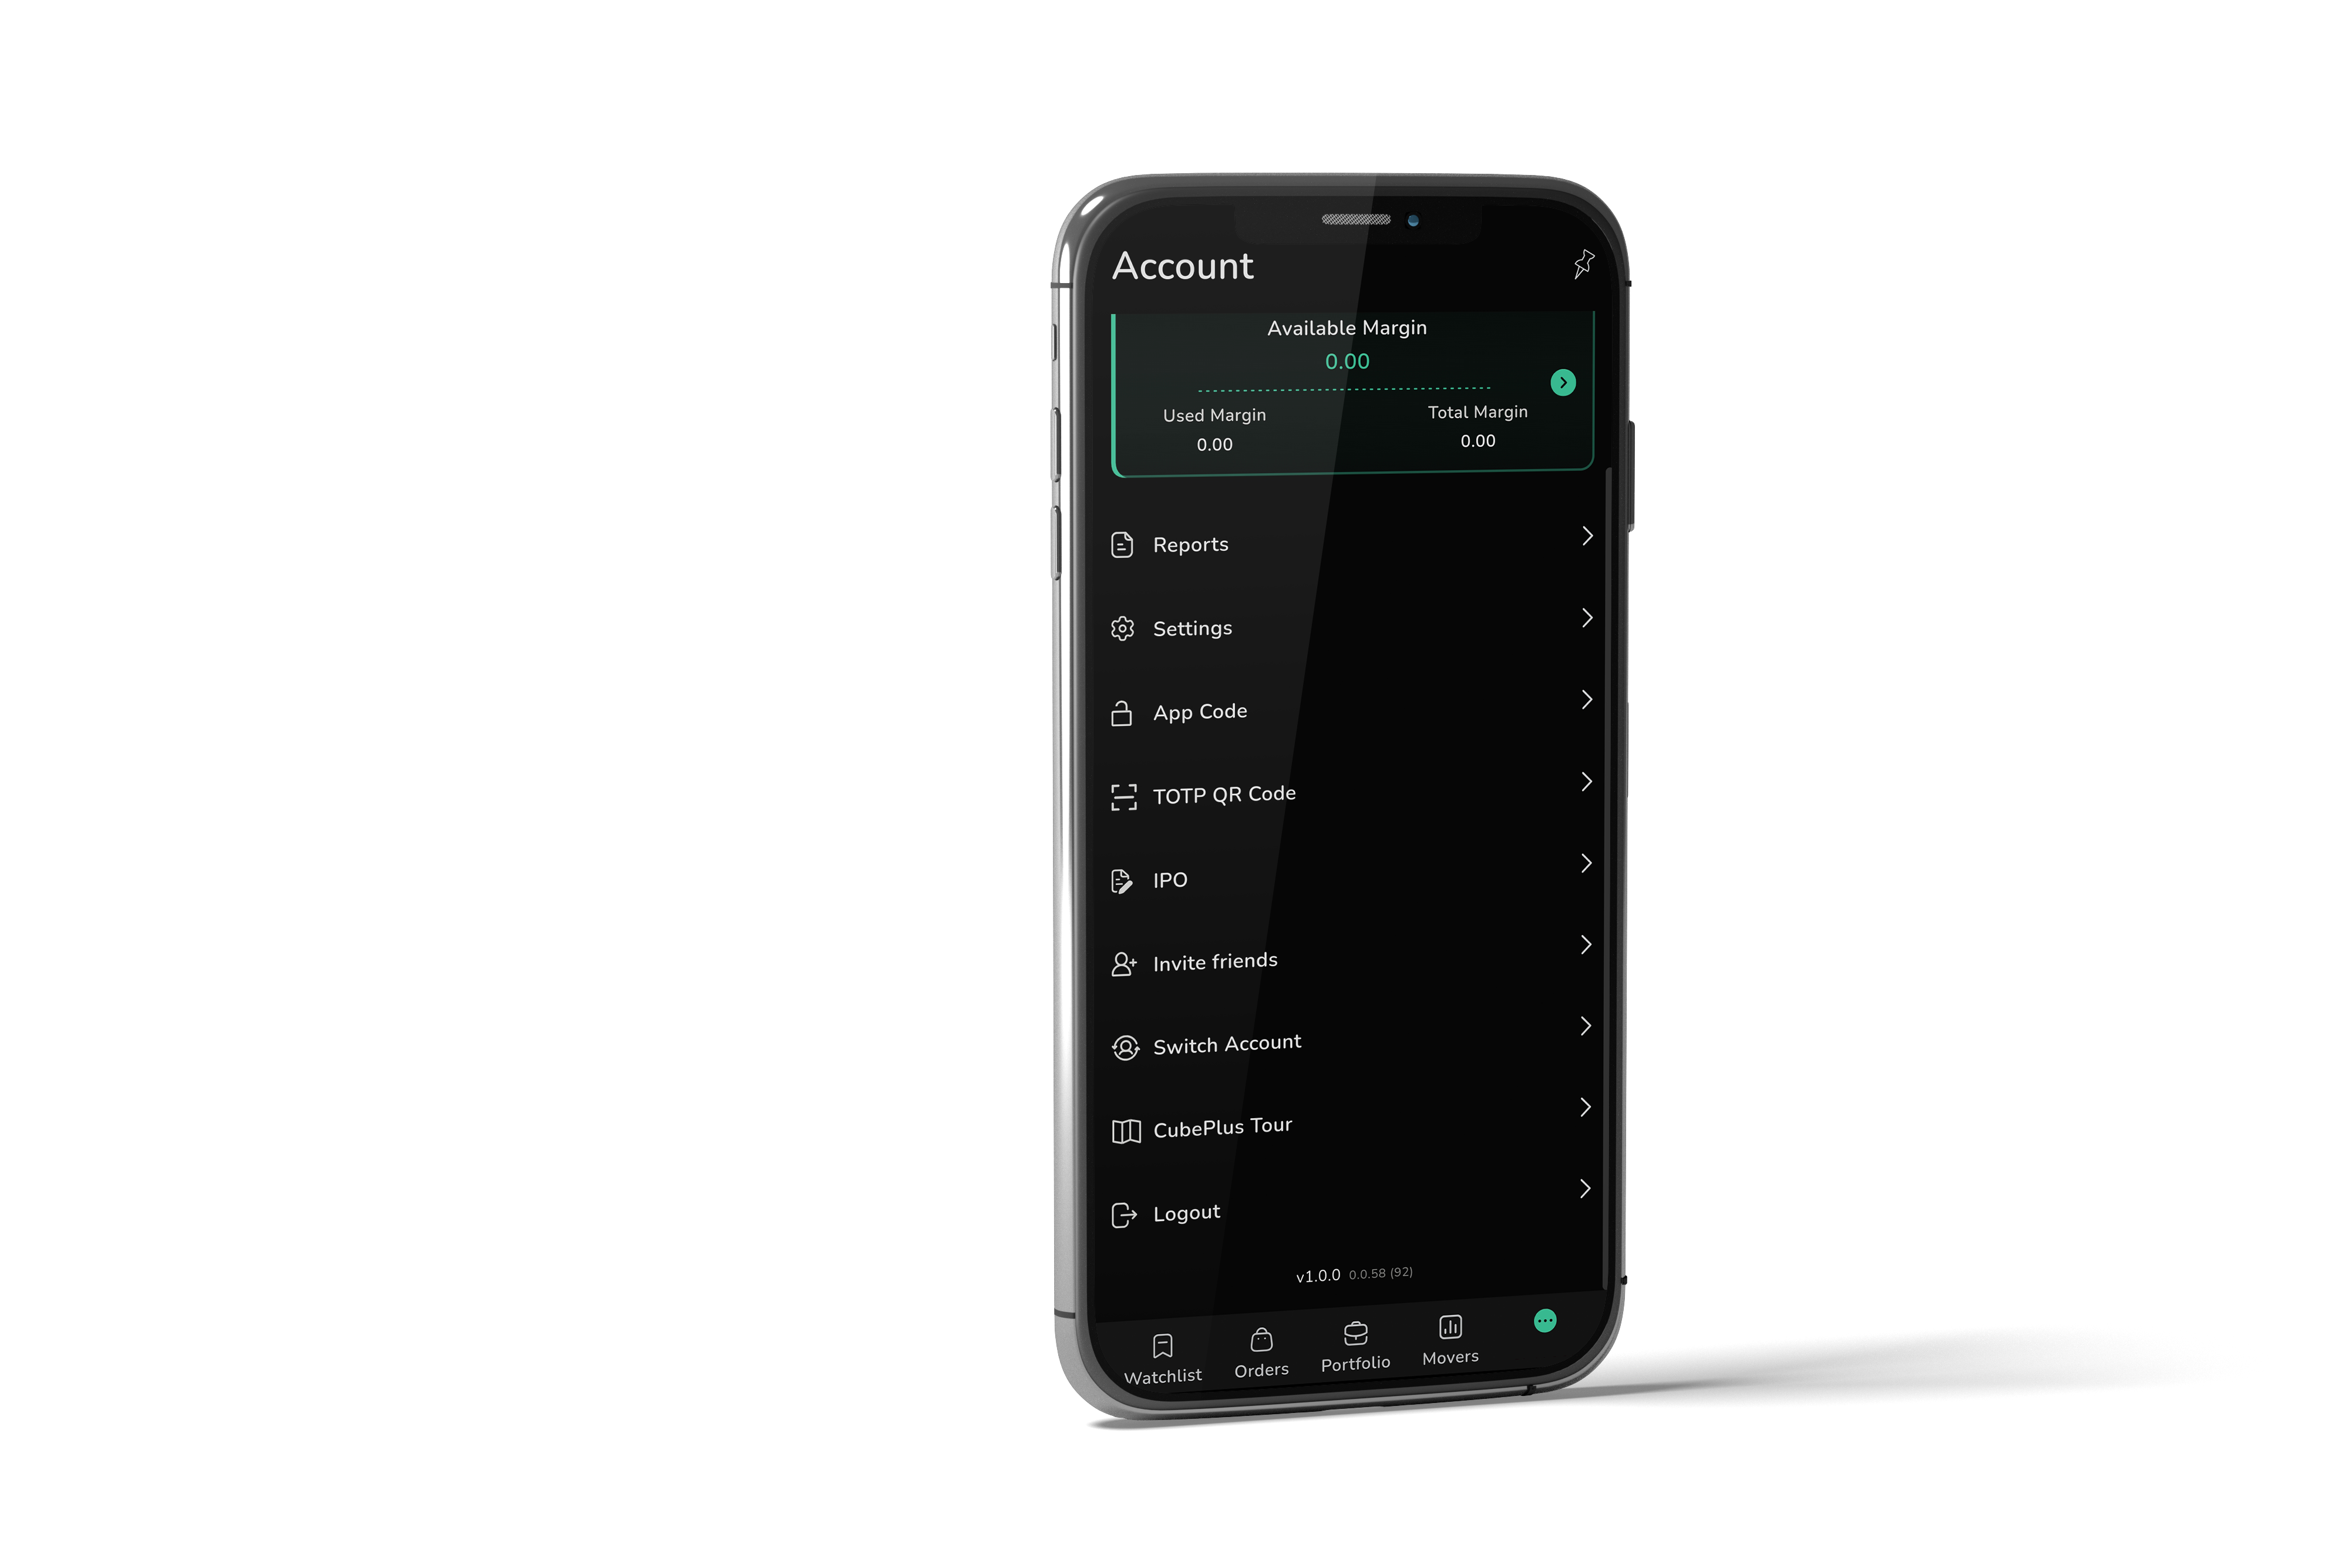 Account
Available Margin
0.00
Used Margin Total Margin
0.00 0.00
Reports
Settings
App Code
TOTP QR Code
IPO
Invite friends
Switch Account
CubePlus Tour
Logout
v1.0.0 0.0.58 (92)
Watchlist Orders Portfolio Movers